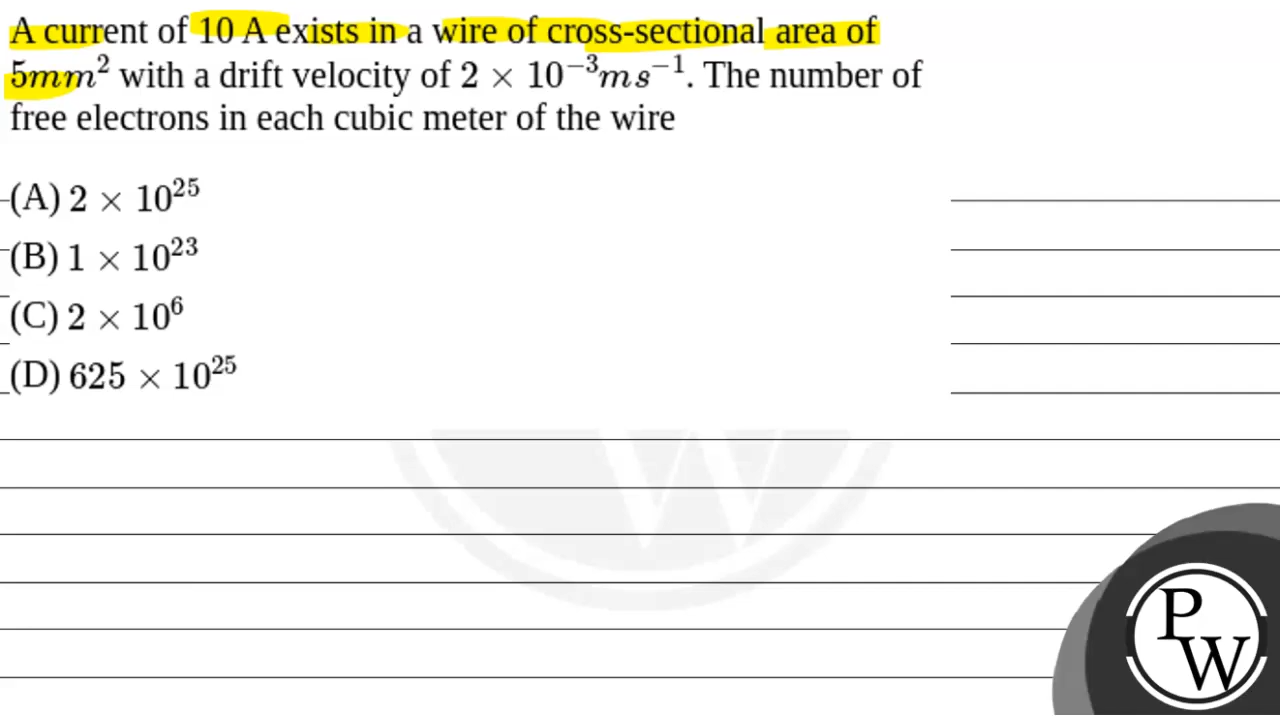 A current of 10 A exists in a wire of cross-sectional area of
5mm² with a drift velocity of 2 × 10⁻³ms⁻¹. The number of
free electrons in each cubic meter of the wire
(A) 2 × 10²⁵
(B) 1 × 10²³
(C) 2 × 10⁶
(D) 625 × 10²⁵
P
W